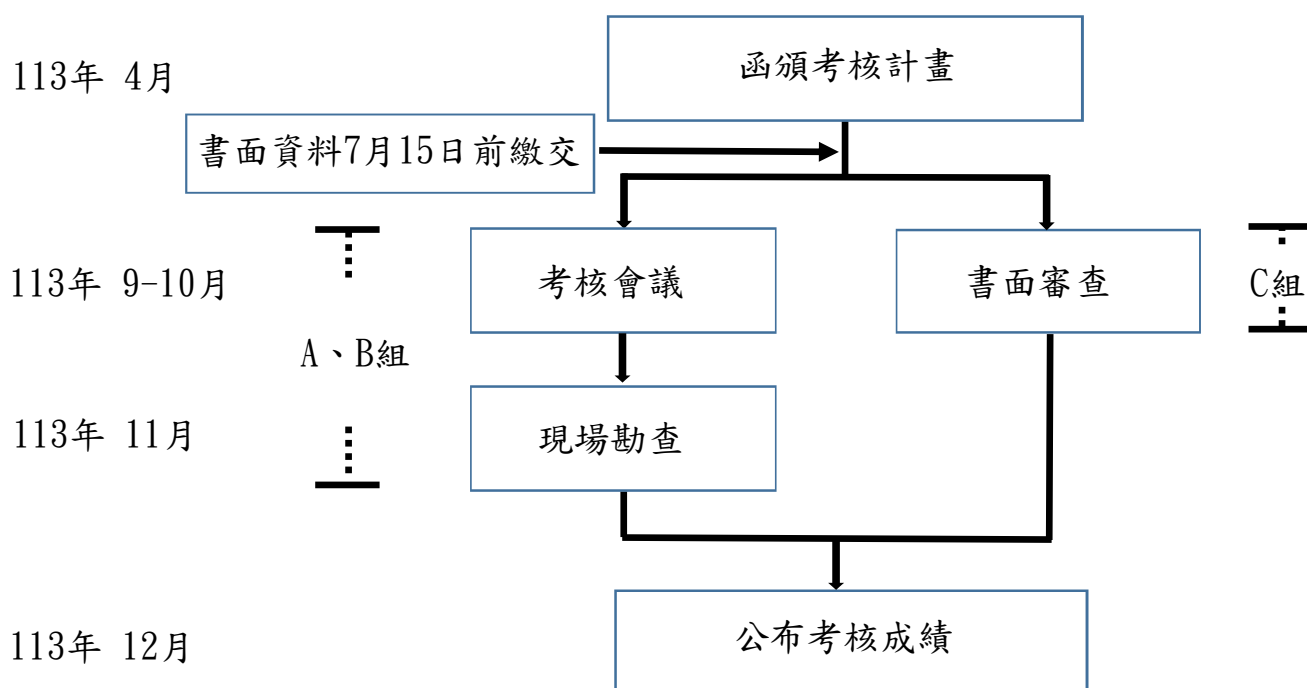 113年 4月
函頒考核計畫
書面資料7月15日前繳交
113年 9-10月
考核會議
書面審查
C組
A、B組
113年 11月
現場勘查
113年 12月
公布考核成績